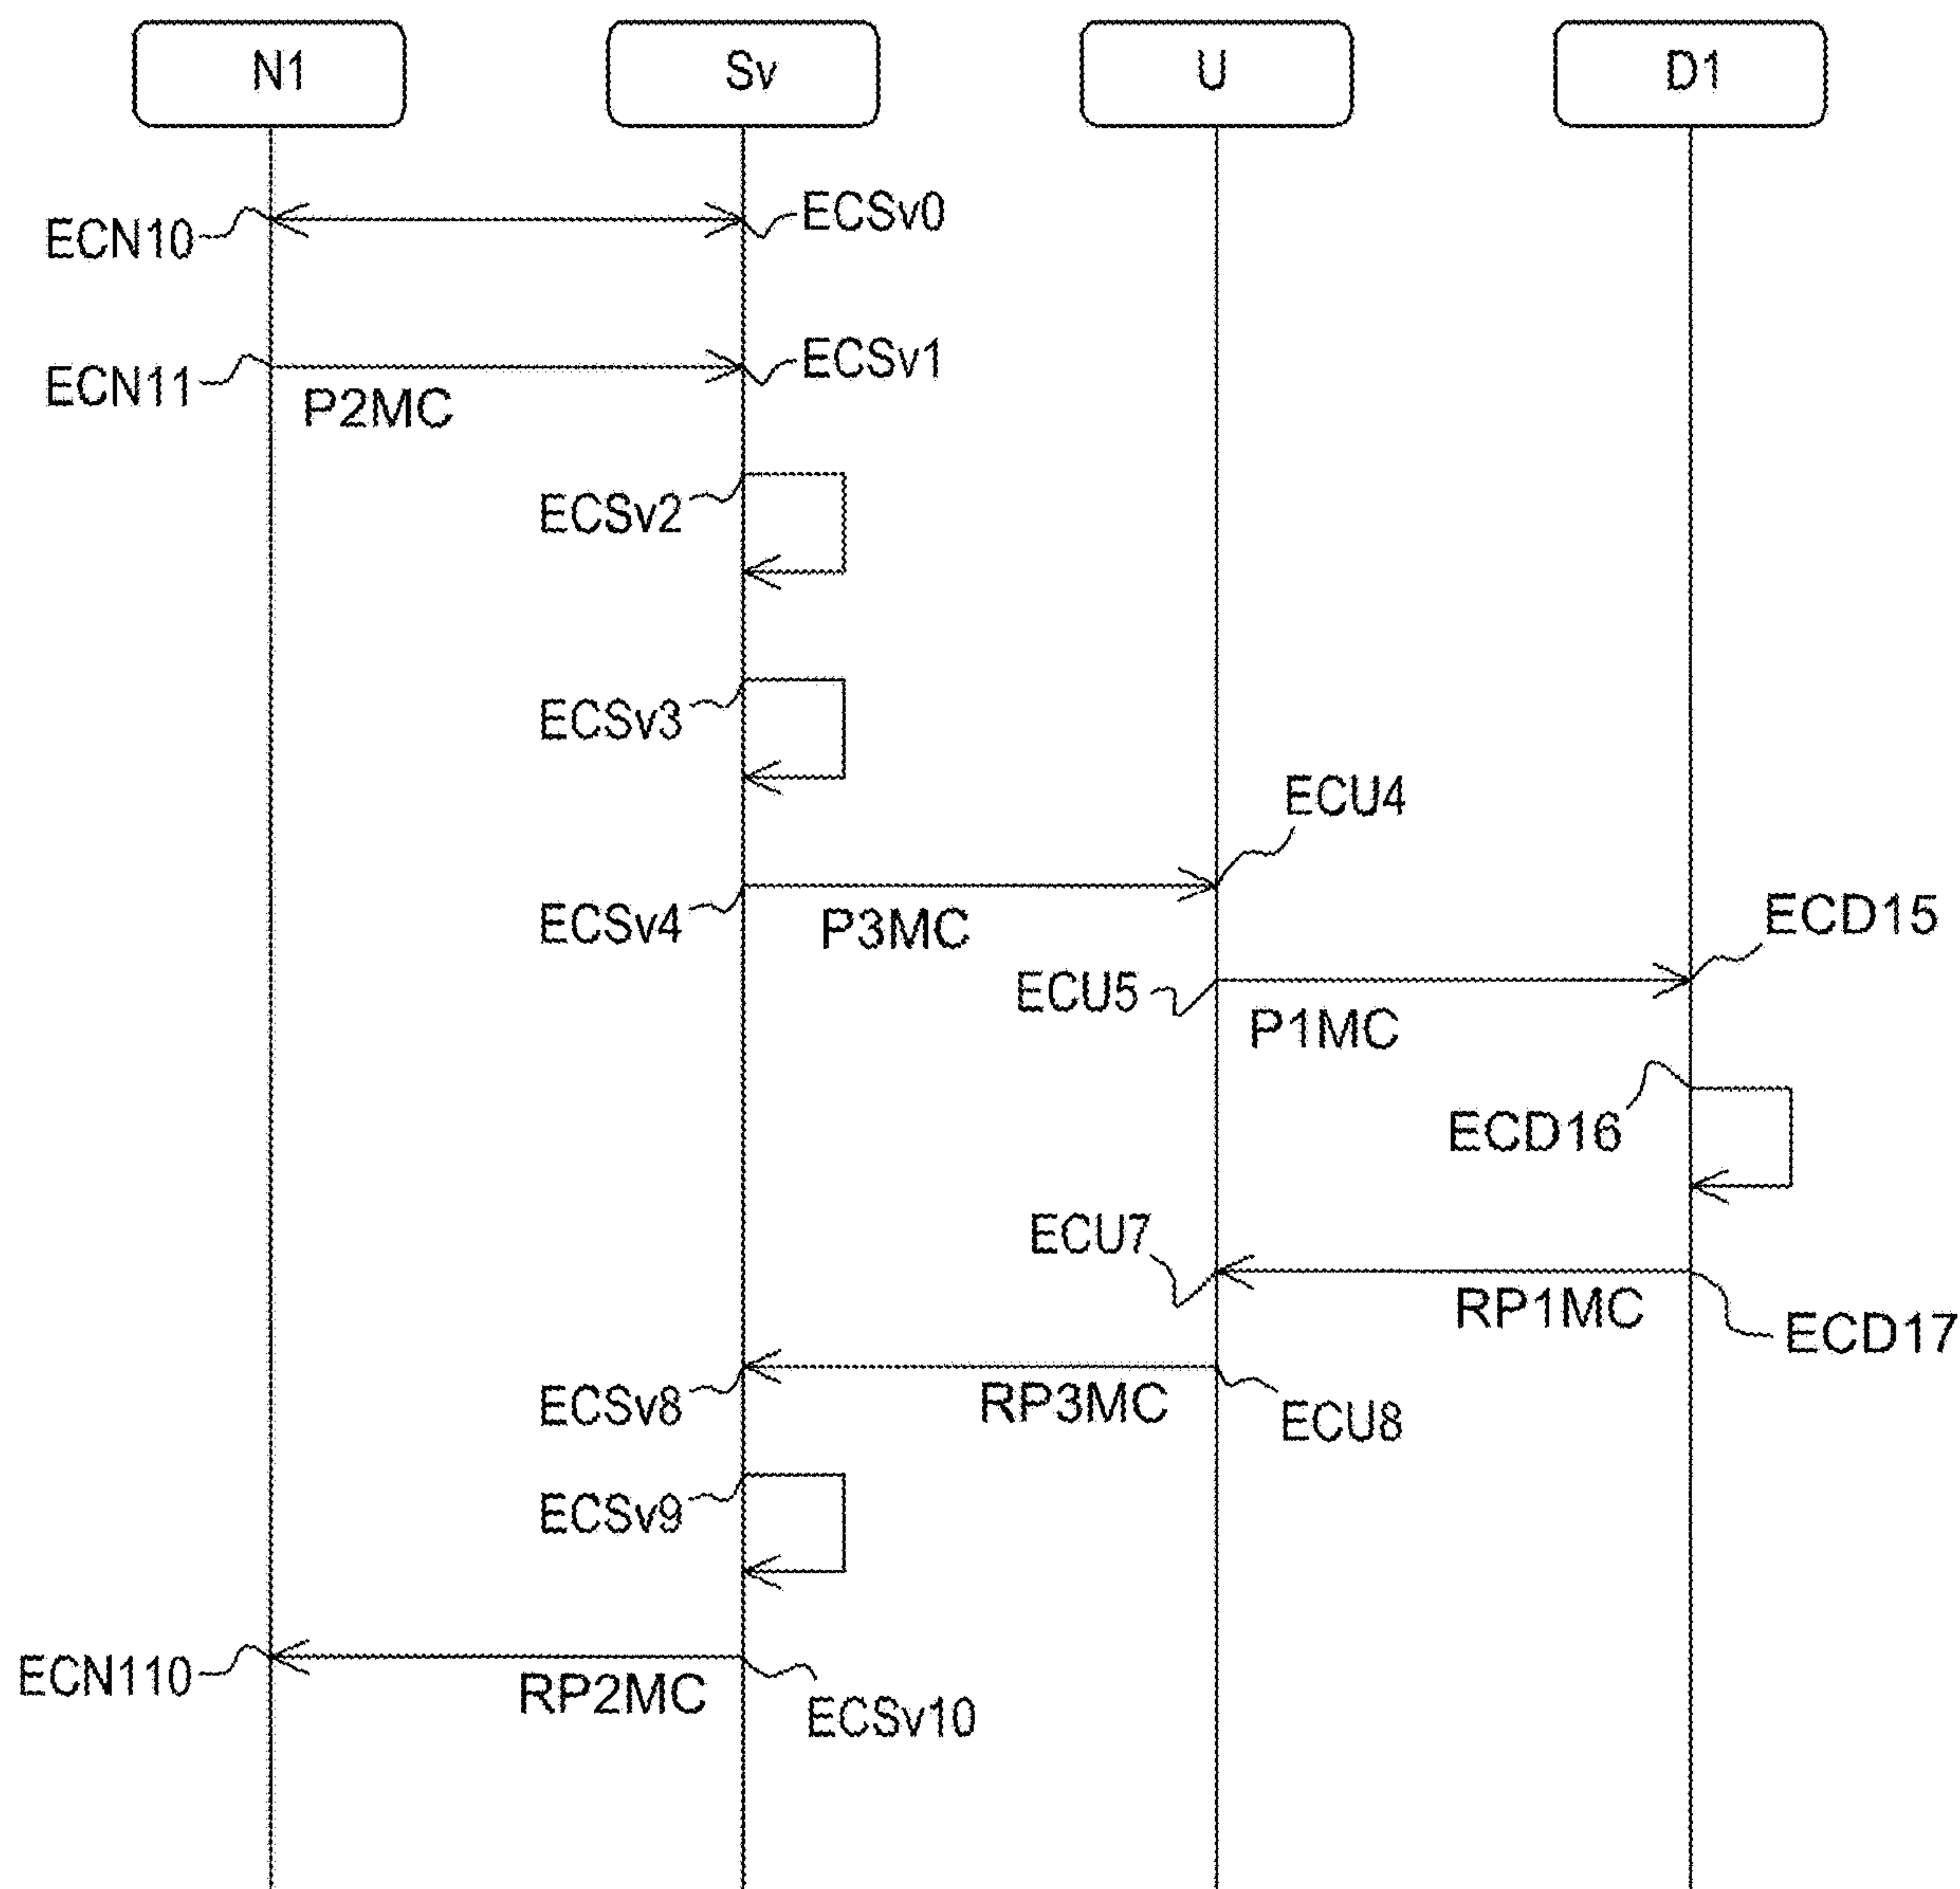 N1
Sv
U
D1
ECN10
ECSv0
ECN11
ECSv1
P2MC
ECSv2
ECSv3
ECU4
ECSv4
P3MC
ECD15
ECU5
P1MC
ECD16
ECU7
RP1MC
ECD17
ECSv8
RP3MC
ECU8
ECSv9
ECN110
RP2MC
ECSv10